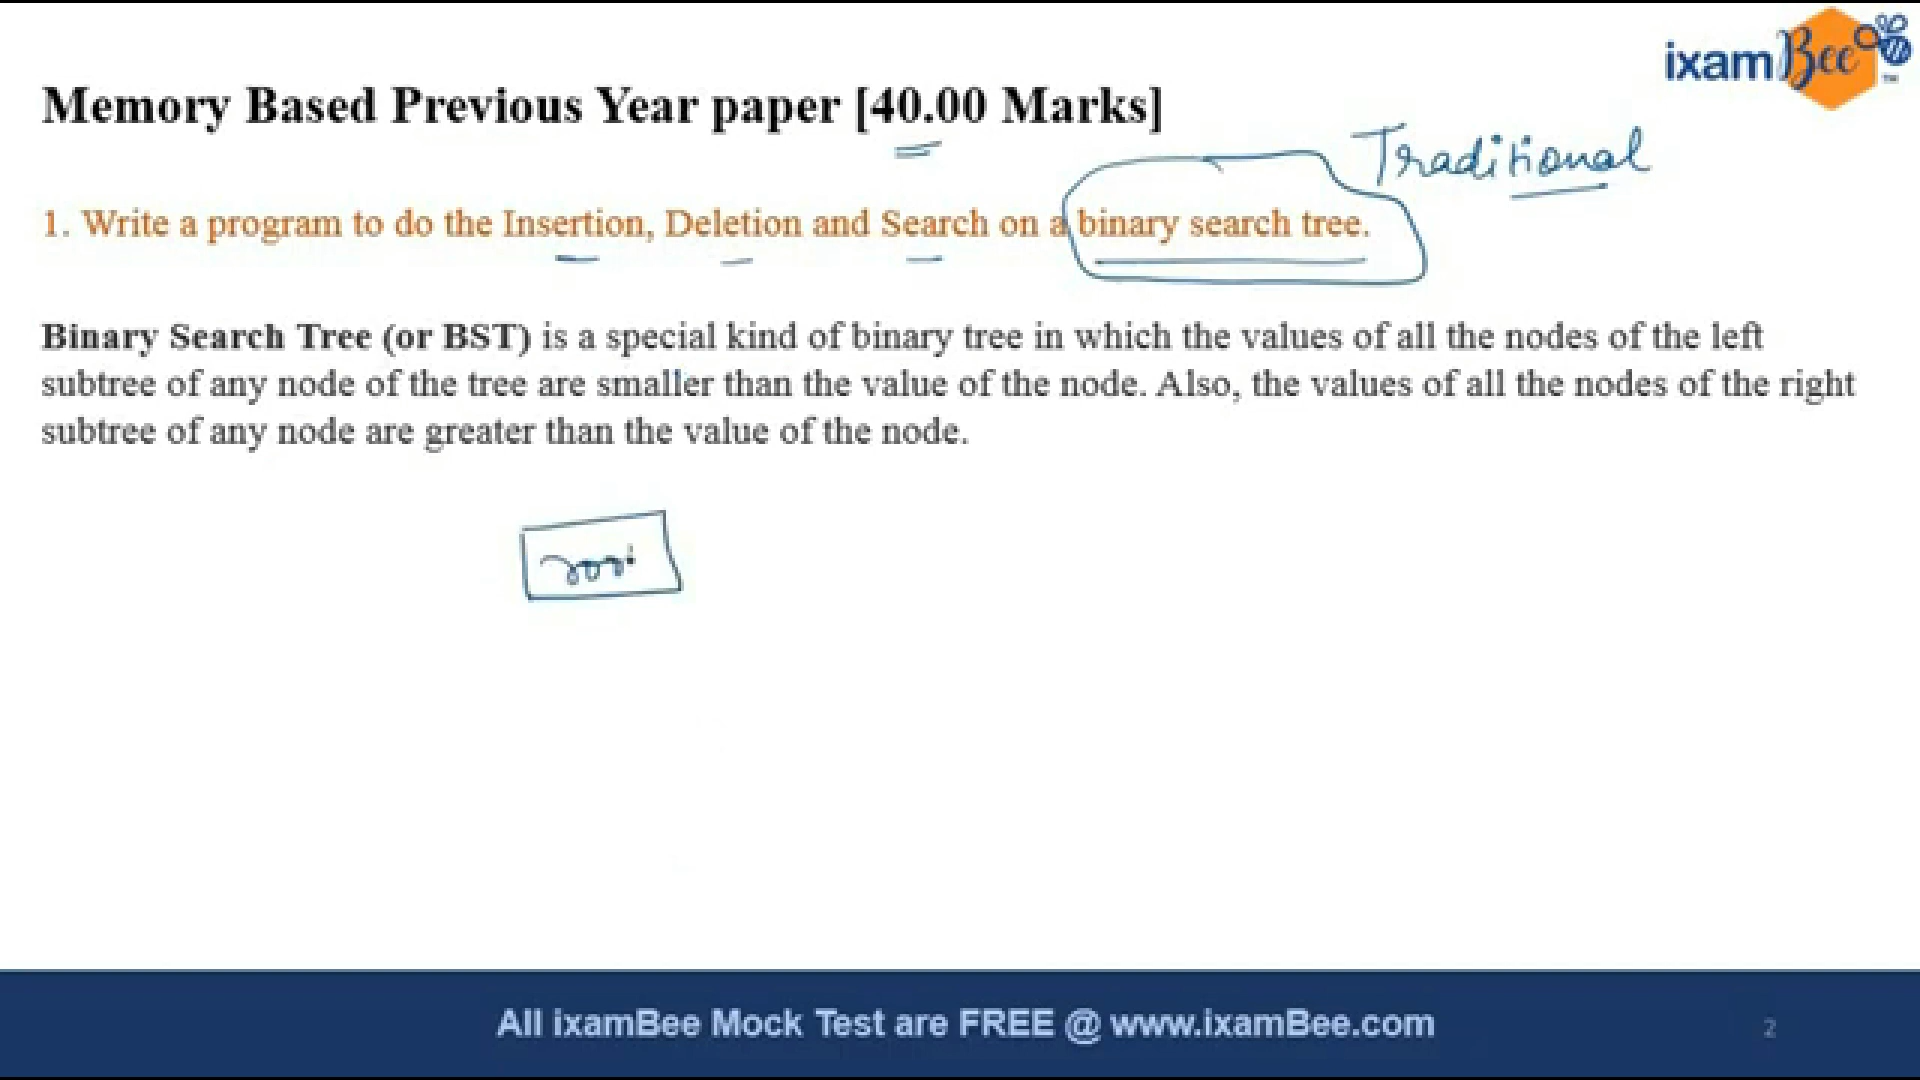 ixamBee
TM
Memory Based Previous Year paper [40.00 Marks]
Traditional
1. Write a program to do the Insertion, Deletion and Search on a binary search tree.
Binary Search Tree (or BST) is a special kind of binary tree in which the values of all the nodes of the left
subtree of any node of the tree are smaller than the value of the node. Also, the values of all the nodes of the right
subtree of any node are greater than the value of the node.
root
All ixamBee Mock Test are FREE @ www.ixamBee.com
2